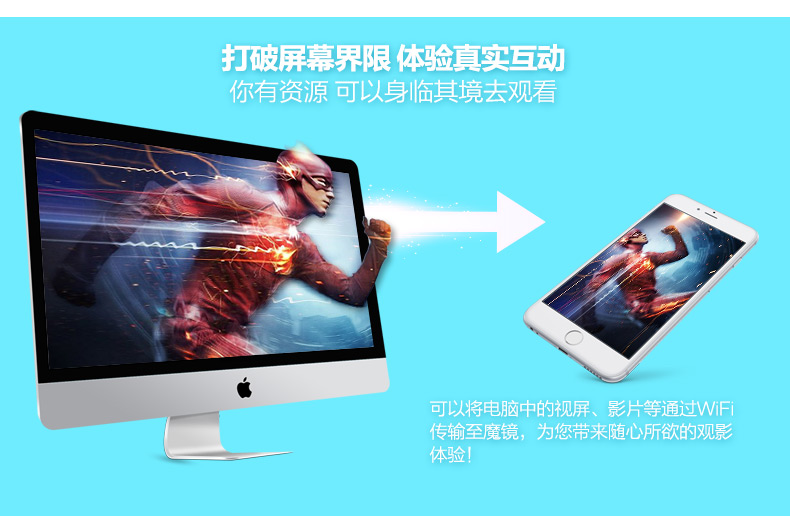 打破屏幕界限 体验真实互动
你有资源 可以身临其境去观看
可以将电脑中的视屏、影片等通过WiFi
传输至魔镜，为您带来随心所欲的观影
体验！